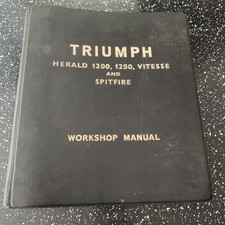 TRIUMPH
HERALD 1200, 1250, VITESSE
AND
SPITFIRE
WORKSHOP MANUAL